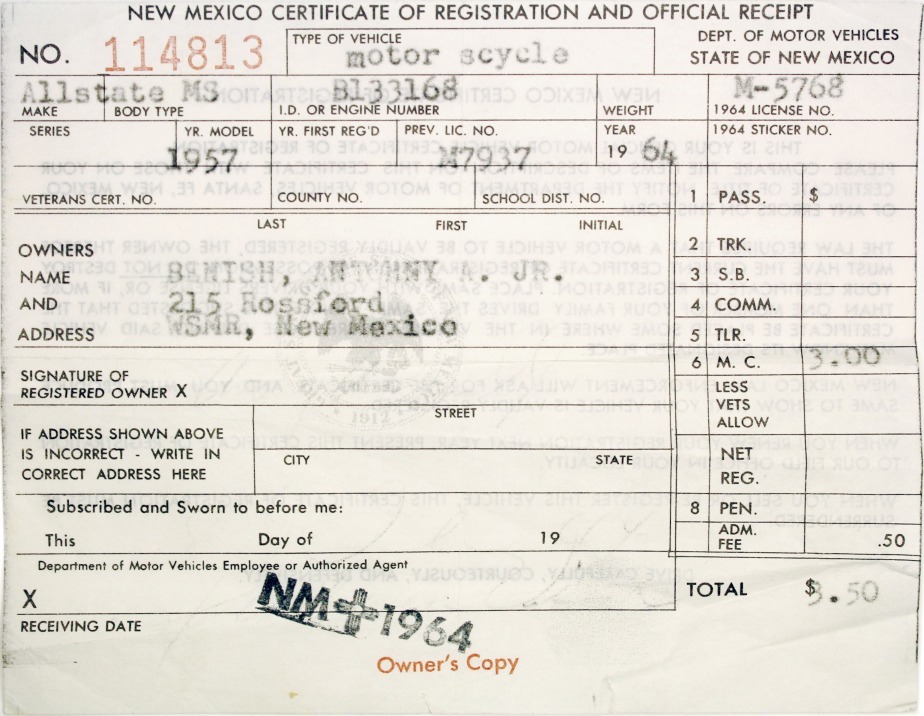 NEW MEXICO CERTIFICATE OF REGISTRATION AND OFFICIAL RECEIPT
NO. 114813
TYPE OF VEHICLE
motor scycle
DEPT. OF MOTOR VEHICLES
STATE OF NEW MEXICO
Allstate MS B133168 M-5768
MAKE BODY TYPE I.D. OR ENGINE NUMBER WEIGHT 1964 LICENSE NO.
SERIES YR. MODEL YR. FIRST REG'D PREV. LIC. NO. YEAR 1964 STICKER NO.
1957 M7937 19 64
VETERANS CERT. NO. COUNTY NO. SCHOOL DIST. NO. 1 PASS. $
LAST FIRST INITIAL
OWNERS
NAME
AND
ADDRESS
ANTHONY JR.
215 Rossford
WSMR, New Mexico
2 TRK.
3 S.B.
4 COMM.
5 TLR.
6 M. C. 3.00
SIGNATURE OF
REGISTERED OWNER X
LESS
VETS
ALLOW
IF ADDRESS SHOWN ABOVE
IS INCORRECT - WRITE IN
CORRECT ADDRESS HERE
STREET
CITY STATE
NET
REG.
Subscribed and Sworn to before me:
8 PEN.
This Day of 19
ADM.
FEE .50
Department of Motor Vehicles Employee or Authorized Agent
X
TOTAL $3.50
NM 1964
RECEIVING DATE
Owner's Copy
1912